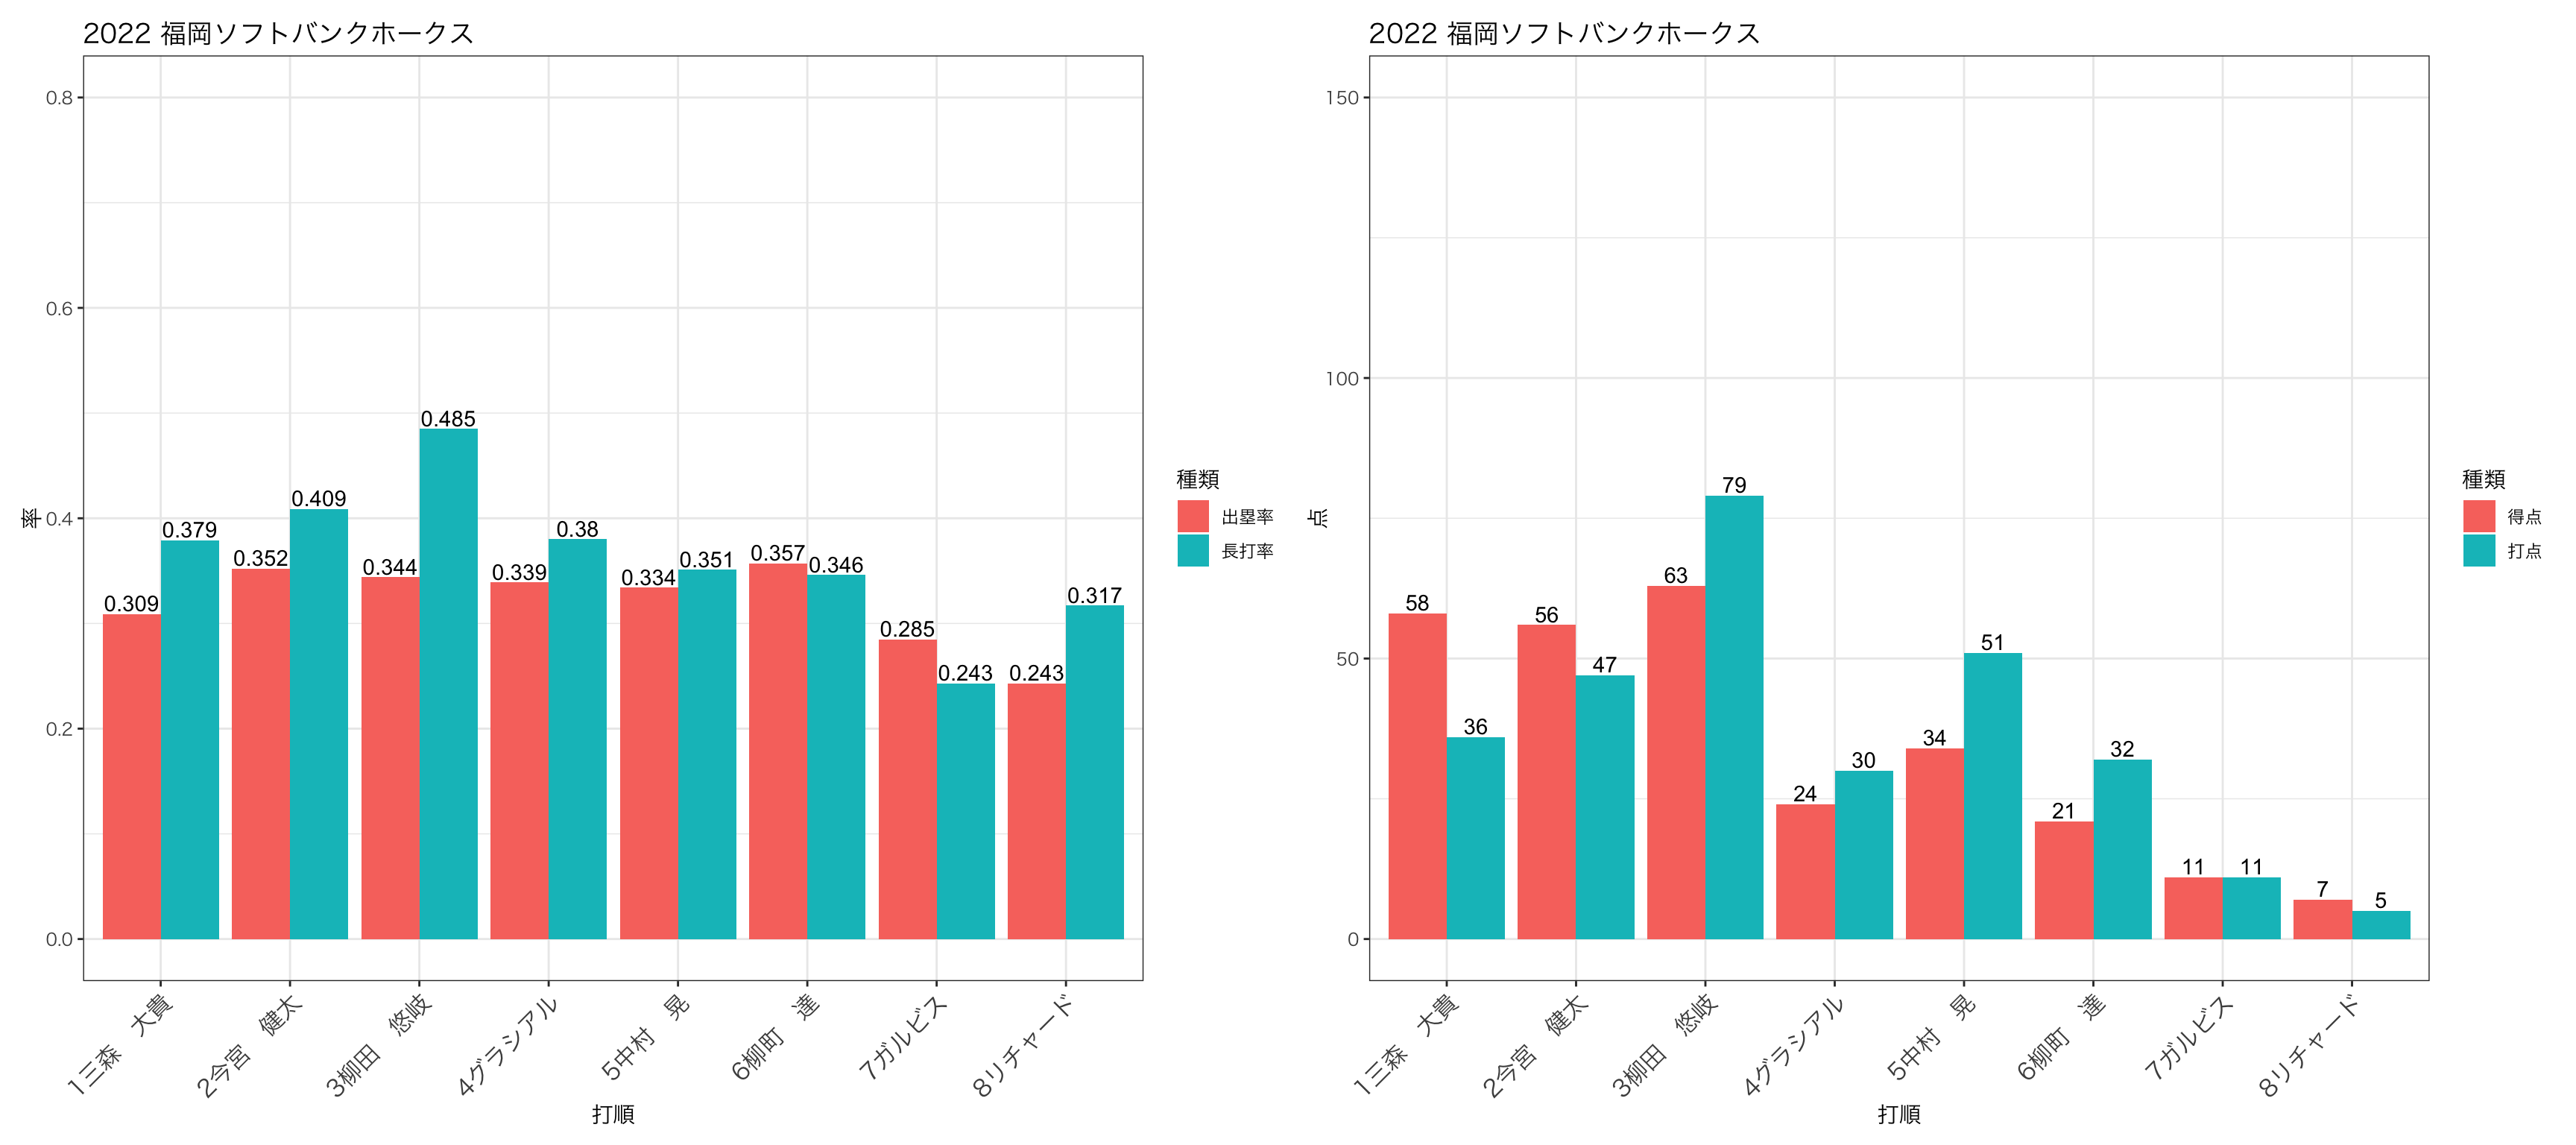 2022 福岡ソフトバンクホークス
率
0.8
0.6
0.4
0.2
0.0
0.309
0.379
0.352
0.409
0.344
0.485
0.339
0.38
0.334
0.351
0.357
0.346
0.285
0.243
0.243
0.317
1三森　大貴
2今宮　健太
3柳田　悠岐
4グラシアル
5中村　晃
6柳町　達
7ガルビス
8リチャード
打順
種類
出塁率
長打率
2022 福岡ソフトバンクホークス
点
150
100
50
0
58
36
56
47
63
79
24
30
34
51
21
32
11
11
7
5
1三森　大貴
2今宮　健太
3柳田　悠岐
4グラシアル
5中村　晃
6柳町　達
7ガルビス
8リチャード
打順
種類
得点
打点